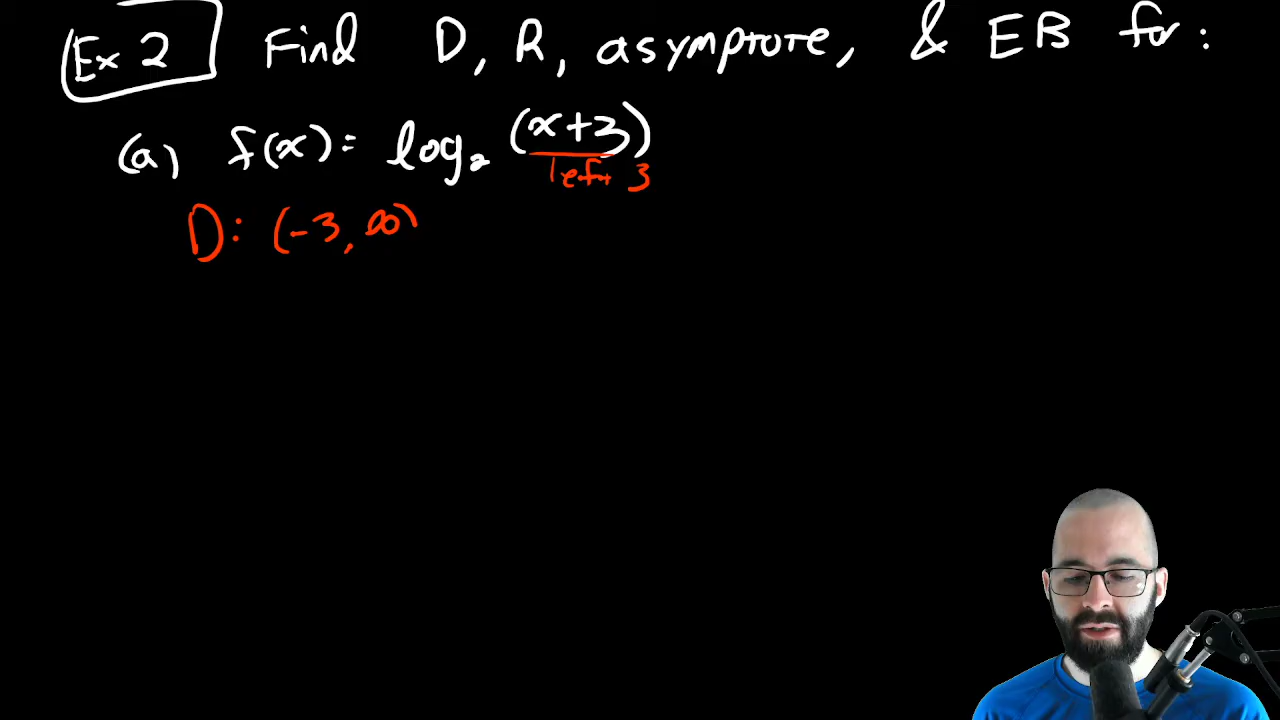 Ex 2 Find D, R, asymptote, & EB for:
(a) f(x) = log₂ (x+3)
left 3
D: (-3, ∞)